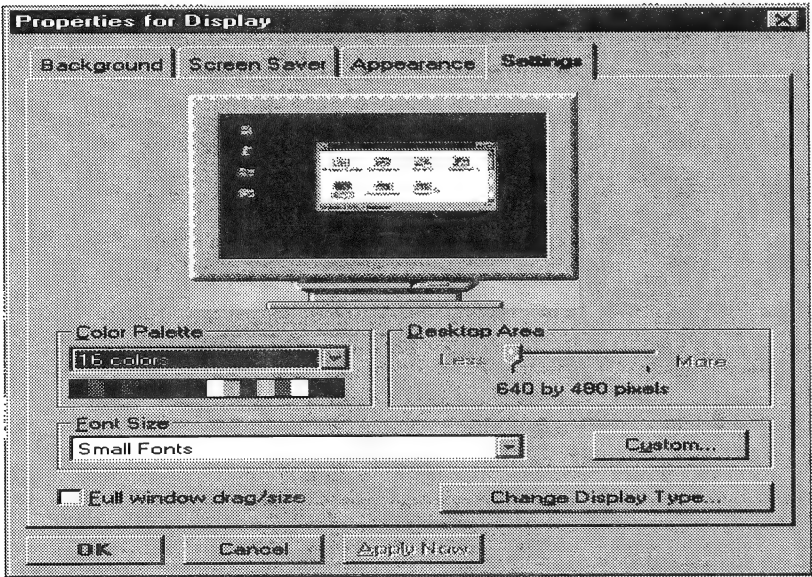 Properties for Display
Background Screen Saver Appearance Settings
Color Palette
Desktop Area
16 colors
Less More
640 by 480 pixels
Font Size
Small Fonts
Custom...
Full window drag/size
Change Display Type...
OK Cancel Apply Now